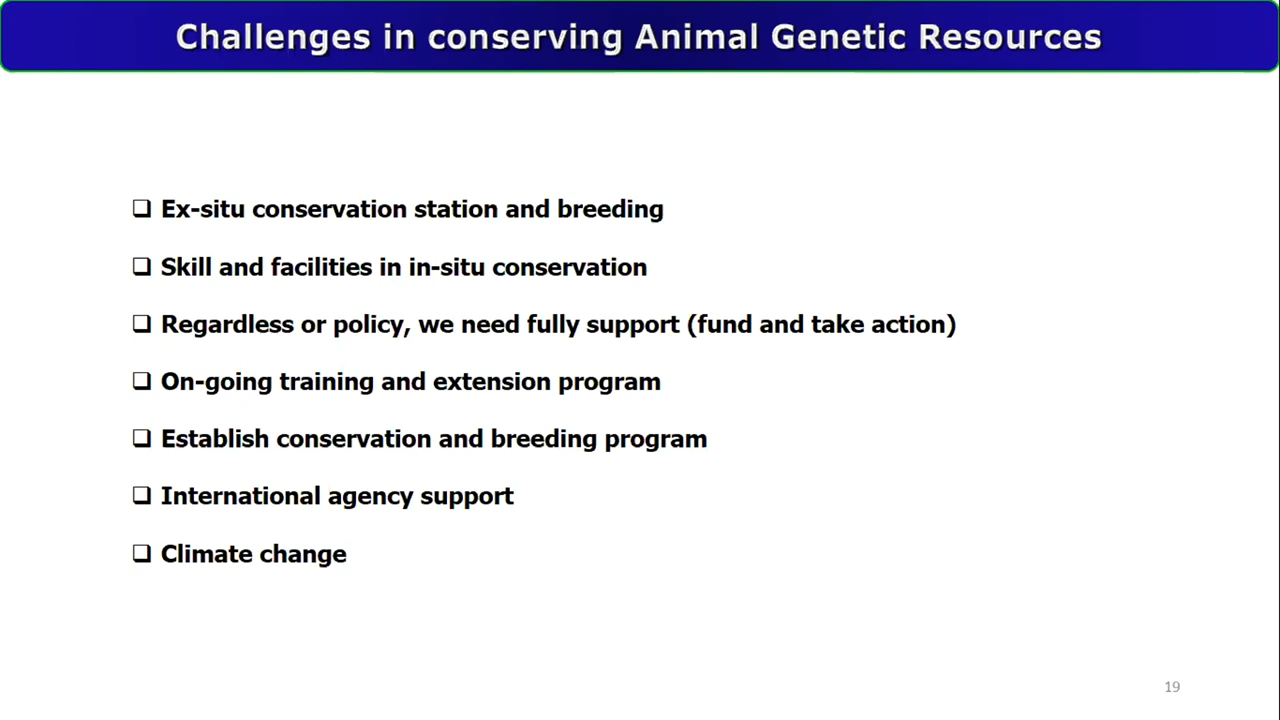 Challenges in conserving Animal Genetic Resources
❑ Ex-situ conservation station and breeding
❑ Skill and facilities in in-situ conservation
❑ Regardless or policy, we need fully support (fund and take action)
❑ On-going training and extension program
❑ Establish conservation and breeding program
❑ International agency support
❑ Climate change
19